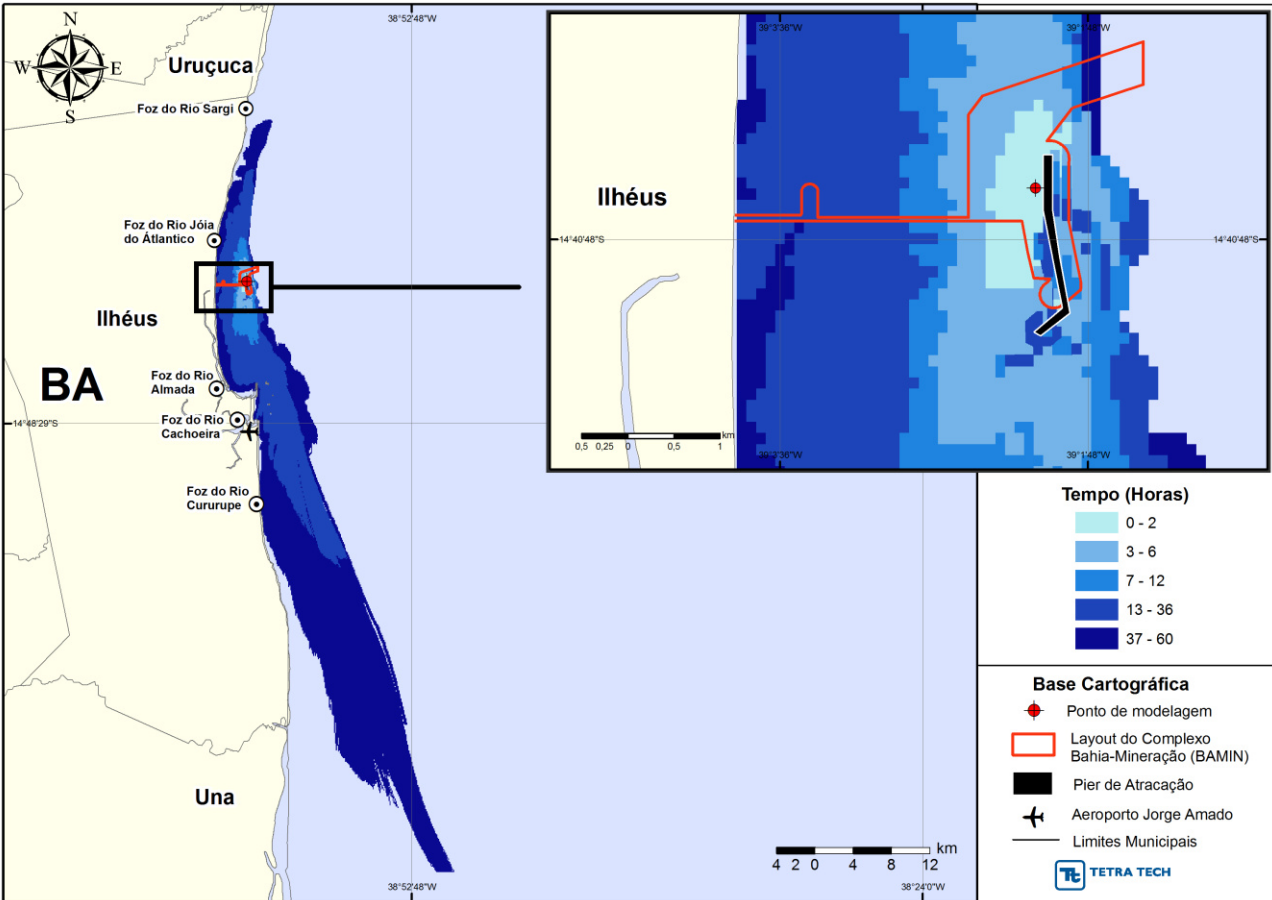 38°52'48"W
N
W
E
S
Uruçuca
Foz do Rio Sargi
Foz do Rio Jóia
do Átlantico
Ilhéus
BA
Foz do Rio
Almada
14°48'29"S
Foz do Rio
Cachoeira
Foz do Rio
Cururupe
Una
km
4 2 0 4 8 12
38°52'48"W
38°24'0"W
39°3'36"W
39°1'48"W
Ilhéus
14°40'48"S
14°40'48"S
km
0,5 0,25 0 0,5 1
39°3'36"W
39°1'48"W
Tempo (Horas)
0 - 2
3 - 6
7 - 12
13 - 36
37 - 60
Base Cartográfica
Ponto de modelagem
Layout do Complexo
Bahia-Mineração (BAMIN)
Pier de Atracação
Aeroporto Jorge Amado
Limites Municipais
Tt TETRA TECH